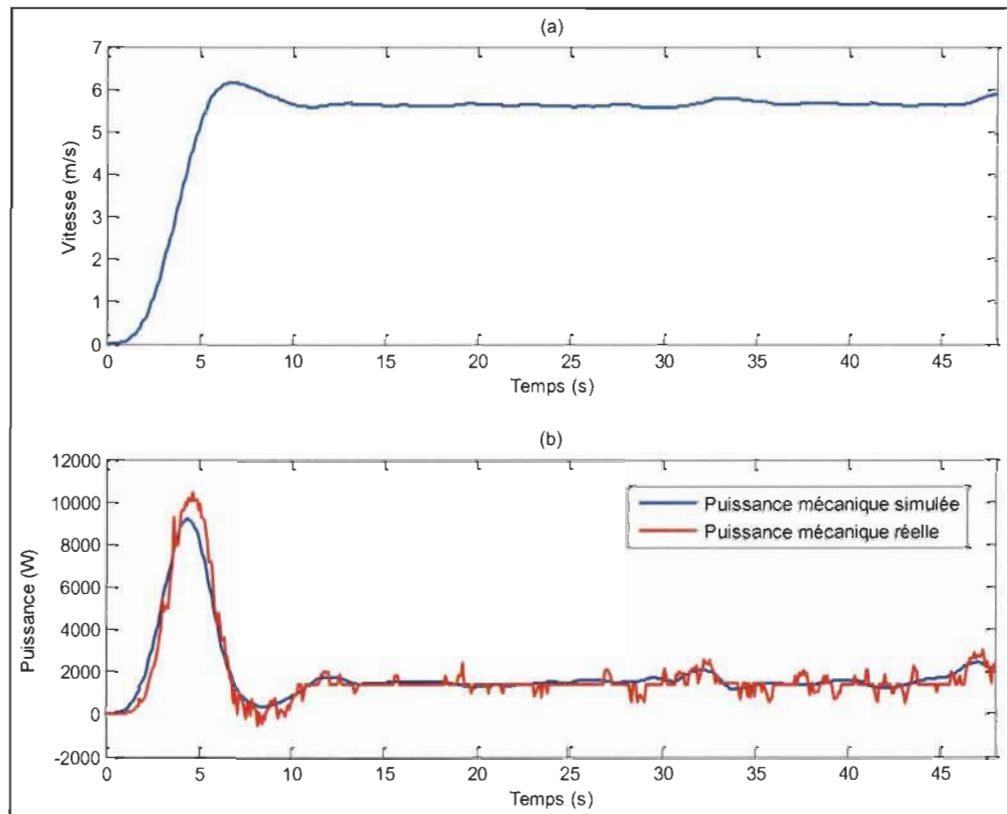 (a)
Vitesse (m/s)
7
6
5
4
3
2
1
0
0 5 10 15 20 25 30 35 40 45
Temps (s)
(b)
Puissance (W)
12000
10000
8000
6000
4000
2000
0
-2000
Puissance mécanique simulée
Puissance mécanique réelle
0 5 10 15 20 25 30 35 40 45
Temps (s)